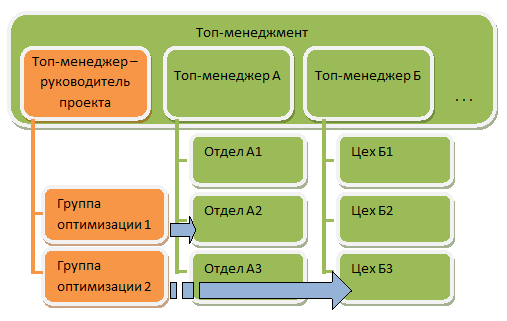 Топ-менеджмент
Топ-менеджер –
руководитель
проекта
Топ-менеджер А
Топ-менеджер Б
...
Отдел А1
Цех Б1
Группа
оптимизации 1
Отдел А2
Цех Б2
Группа
оптимизации 2
Отдел А3
Цех Б3